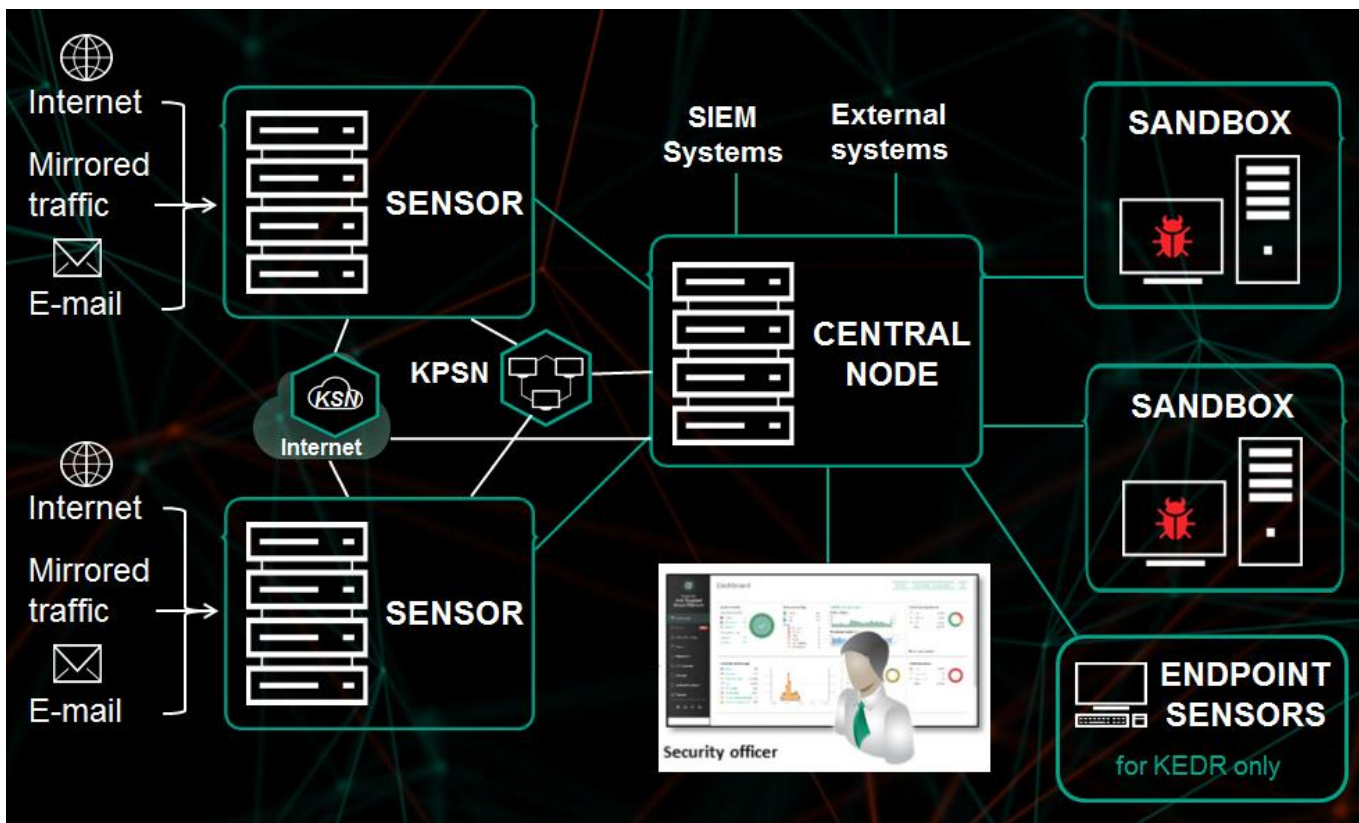 Internet
Mirrored
traffic
E-mail
SENSOR
SIEM
Systems
External
systems
SANDBOX
KPSN
KSN
Internet
CENTRAL
NODE
SANDBOX
Internet
Mirrored
traffic
E-mail
SENSOR
Dashboard
Security officer
ENDPOINT
SENSORS
for KEDR only